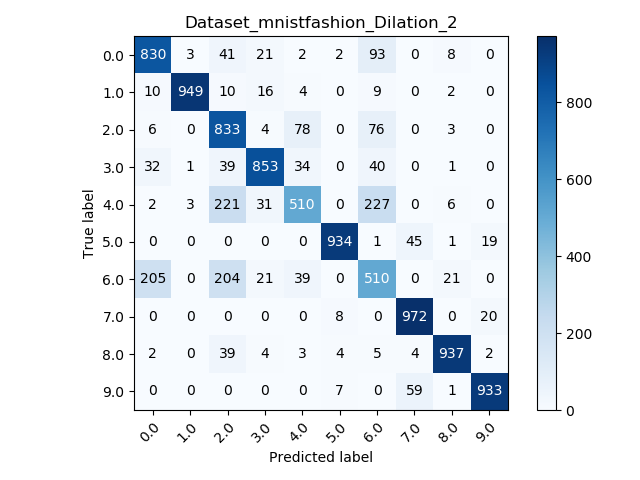 Dataset_mnistfashion_Dilation_2
True label
0.0 830 3 41 21 2 2 93 0 8 0
1.0 10 949 10 16 4 0 9 0 2 0
2.0 6 0 833 4 78 0 76 0 3 0
3.0 32 1 39 853 34 0 40 0 1 0
4.0 2 3 221 31 510 0 227 0 6 0
5.0 0 0 0 0 0 934 1 45 1 19
6.0 205 0 204 21 39 0 510 0 21 0
7.0 0 0 0 0 0 8 0 972 0 20
8.0 2 0 39 4 3 4 5 4 937 2
9.0 0 0 0 0 0 7 0 59 1 933
0.0 1.0 2.0 3.0 4.0 5.0 6.0 7.0 8.0 9.0
Predicted label
800
600
400
200
0